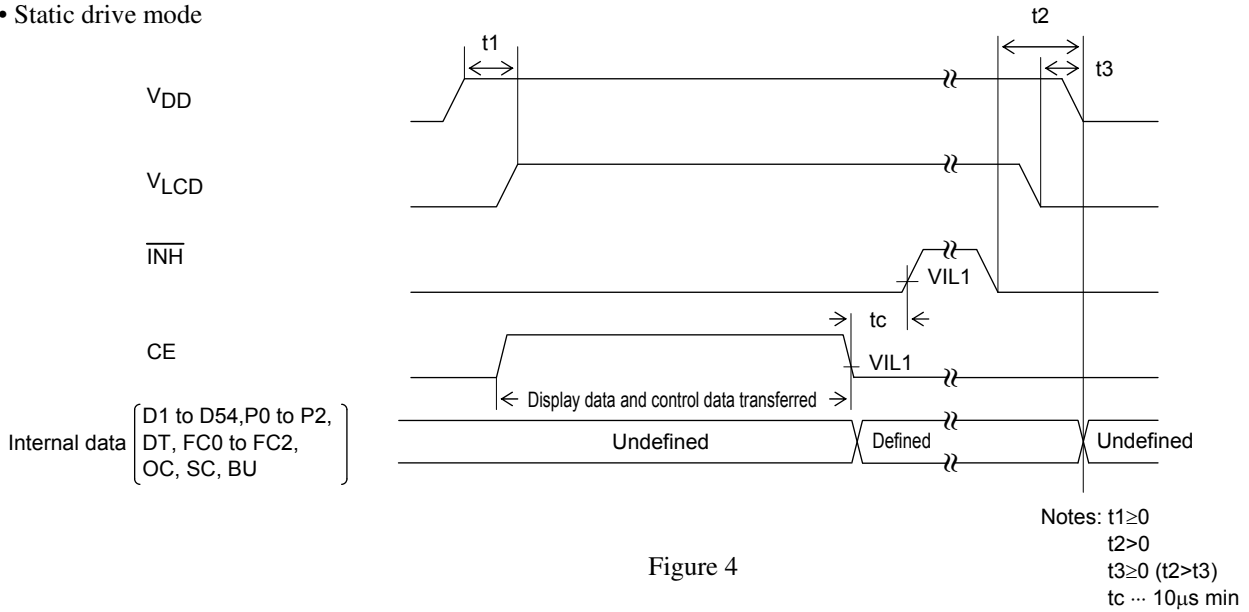 • Static drive mode
t2
t1
t3
VDD
VLCD
INH
VIL1
tc
CE
VIL1
Display data and control data transferred
Internal data
D1 to D54,P0 to P2,
DT, FC0 to FC2,
OC, SC, BU
Undefined
Defined
Undefined
Notes: t1≥0
t2>0
t3≥0 (t2>t3)
tc ··· 10μs min
Figure 4